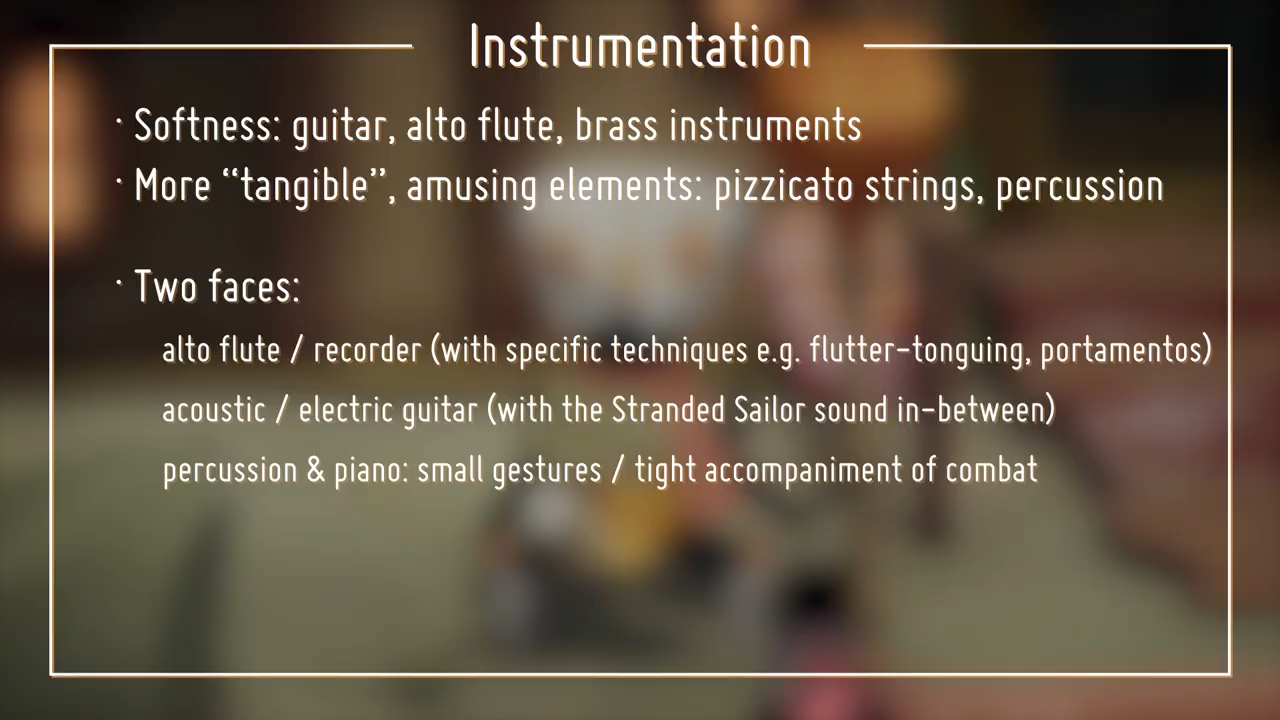 Instrumentation
· Softness: guitar, alto flute, brass instruments
· More “tangible”, amusing elements: pizzicato strings, percussion
· Two faces:
alto flute / recorder (with specific techniques e.g. flutter-tonguing, portamentos)
acoustic / electric guitar (with the Stranded Sailor sound in-between)
percussion & piano: small gestures / tight accompaniment of combat